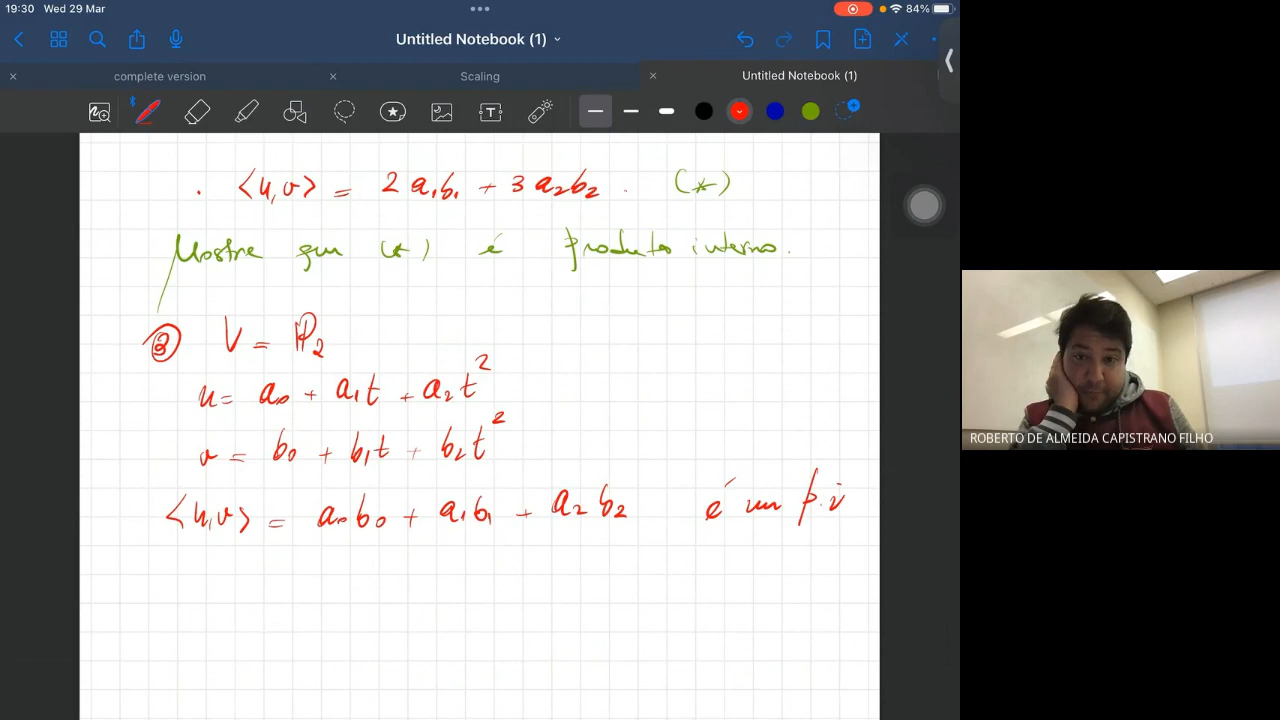 19:30 Wed 29 Mar
84%
Untitled Notebook (1)
complete version
Scaling
Untitled Notebook (1)
. <u,v> = 2a₁b₁ + 3a₂b₂ . (*)
Mostre que (*) é produto interno.
③ V = ℙ₂
u = a₀ + a₁t + a₂t²
v = b₀ + b₁t + b₂t²
<u,v> = a₀b₀ + a₁b₁ + a₂b₂ é um p.i
ROBERTO DE ALMEIDA CAPISTRANO FILHO